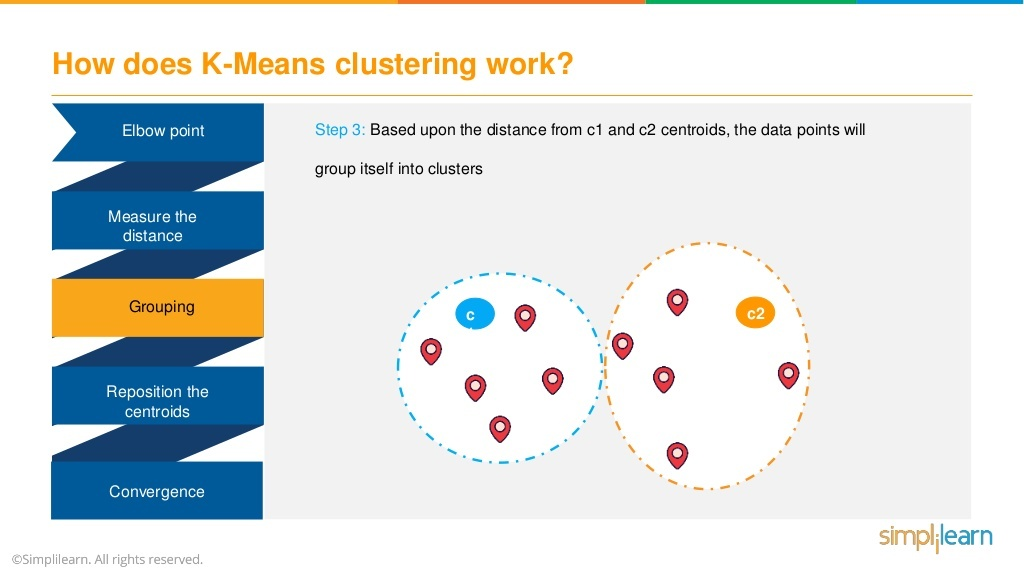 How does K-Means clustering work?
Elbow point
Measure the
distance
Grouping
Reposition the
centroids
Convergence
Step 3: Based upon the distance from c1 and c2 centroids, the data points will
group itself into clusters
c
c2
simplilearn
©Simplilearn. All rights reserved.